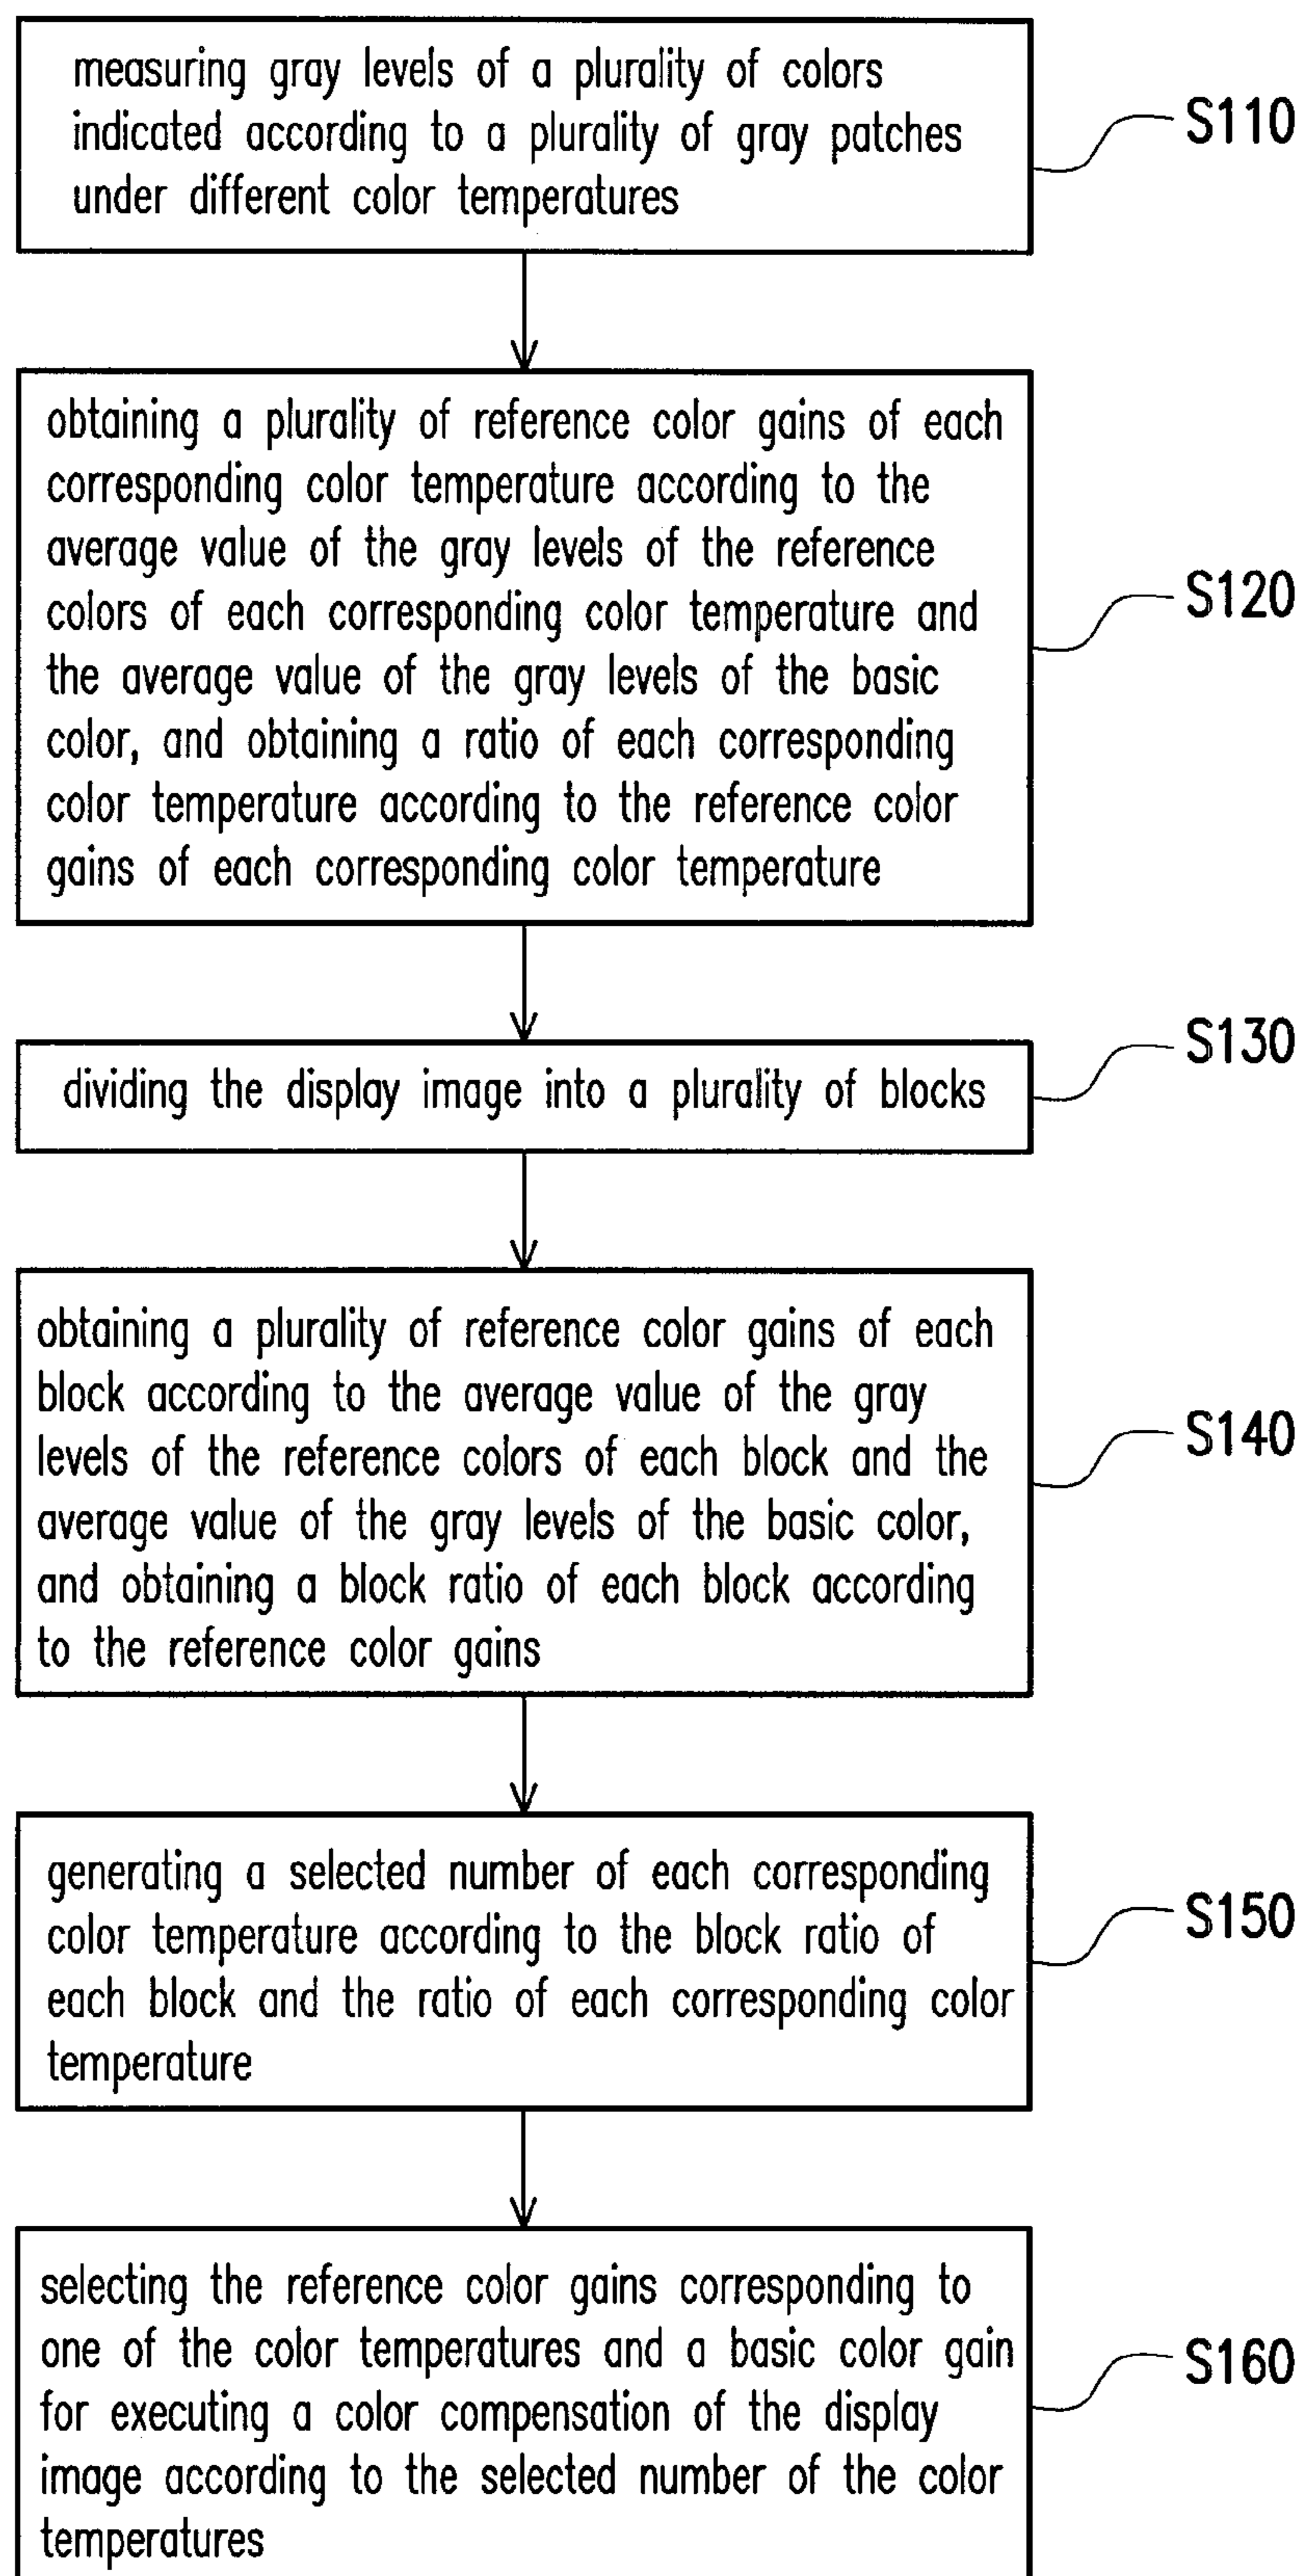 measuring gray levels of a plurality of colors
indicated according to a plurality of gray patches
under different color temperatures
S110
obtaining a plurality of reference color gains of each
corresponding color temperature according to the
average value of the gray levels of the reference
colors of each corresponding color temperature and
the average value of the gray levels of the basic
color, and obtaining a ratio of each corresponding
color temperature according to the reference color
gains of each corresponding color temperature
S120
dividing the display image into a plurality of blocks
S130
obtaining a plurality of reference color gains of each
block according to the average value of the gray
levels of the reference colors of each block and the
average value of the gray levels of the basic color,
and obtaining a block ratio of each block according
to the reference color gains
S140
generating a selected number of each corresponding
color temperature according to the block ratio of
each block and the ratio of each corresponding color
temperature
S150
selecting the reference color gains corresponding to
one of the color temperatures and a basic color gain
for executing a color compensation of the display
image according to the selected number of the color
temperatures
S160